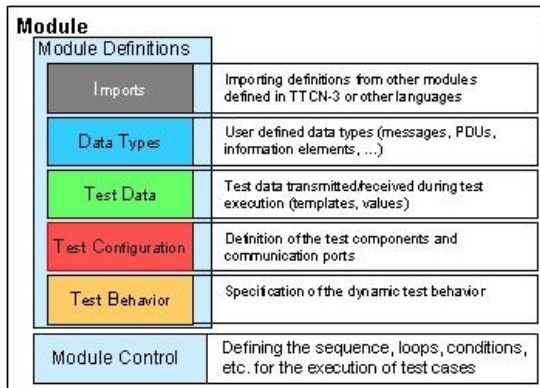 Module
Module Definitions
Imports
Importing definitions from other modules
defined in TTCN-3 or other languages
Data Types
User defined data types (messages, PDUs,
information elements, ...)
Test Data
Test data transmitted/received during test
execution (templates, values)
Test Configuration
Definition of the test components and
communication ports
Test Behavior
Specification of the dynamic test behavior
Module Control
Defining the sequence, loops, conditions,
etc. for the execution of test cases